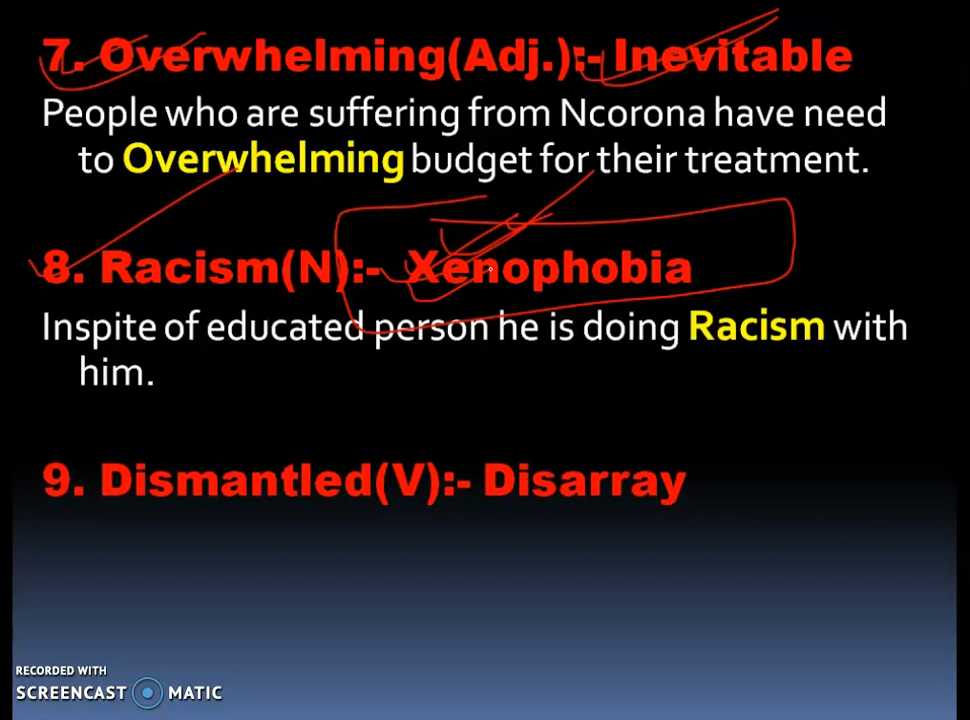 7. Overwhelming(Adj.):- Inevitable
People who are suffering from Ncorona have need
to Overwhelming budget for their treatment.
8. Racism(N):- Xenophobia
Inspite of educated person he is doing Racism with
him.
9. Dismantled(V):- Disarray
RECORDED WITH
SCREENCAST MATIC